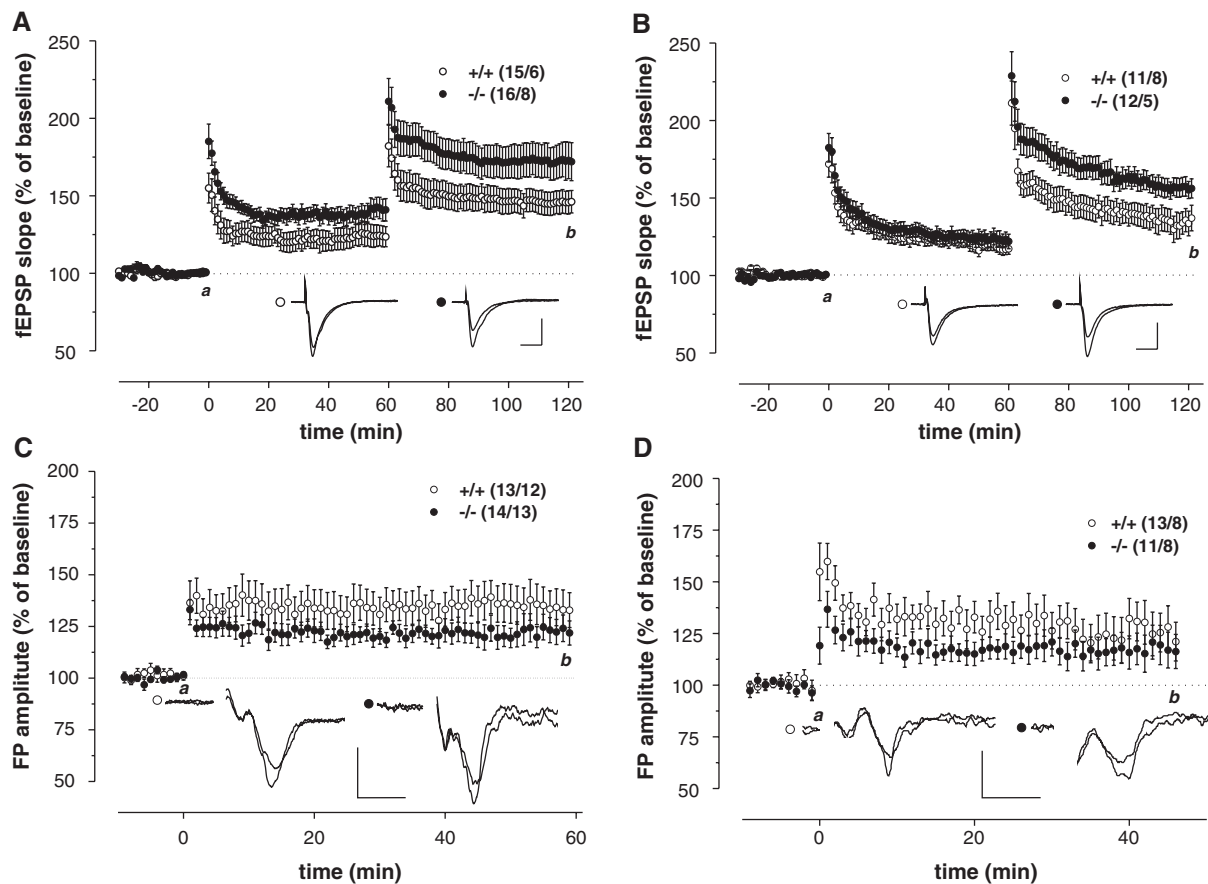 A
fEPSP slope (% of baseline)
250
200
150
100
50
+/+ (15/6)
-/- (16/8)
a
b
-20 0 20 40 60 80 100 120
time (min)
B
fEPSP slope (% of baseline)
250
200
150
100
50
+/+ (11/8)
-/- (12/5)
a
b
-20 0 20 40 60 80 100 120
time (min)
C
FP amplitute (% of baseline)
200
175
150
125
100
75
50
+/+ (13/12)
-/- (14/13)
a
b
0 20 40 60
time (min)
D
FP amplitute (% of baseline)
200
175
150
125
100
75
50
+/+ (13/8)
-/- (11/8)
a
b
0 20 40
time (min)